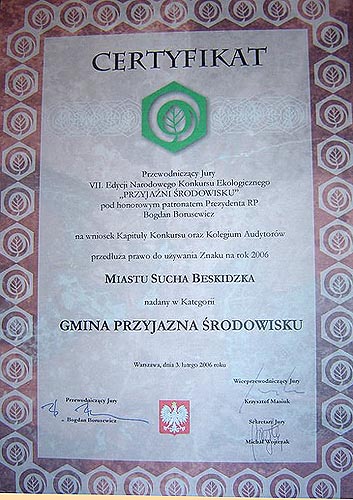 CERTYFIKAT
Przewodniczący Jury
VII. Edycji Narodowego Konkursu Ekologicznego
„PRZYJAŹNI ŚRODOWISKU”
pod honorowym patronatem Prezydenta RP
Bogdan Borusewicz
na wniosek Kapituły Konkursu oraz Kolegium Audytorów
przedłuża prawo do używania Znaku na rok 2006
MIASTU SUCHA BESKIDZKA
nadany w Kategorii
GMINA PRZYJAZNA ŚRODOWISKU
Warszawa, dnia 3. lutego 2006 roku
Przewodniczący Jury
Bogdan Borusewicz
Wiceprzewodniczący Jury
Krzysztof Masiuk
Sekretarz Jury
Michał Wojtczak